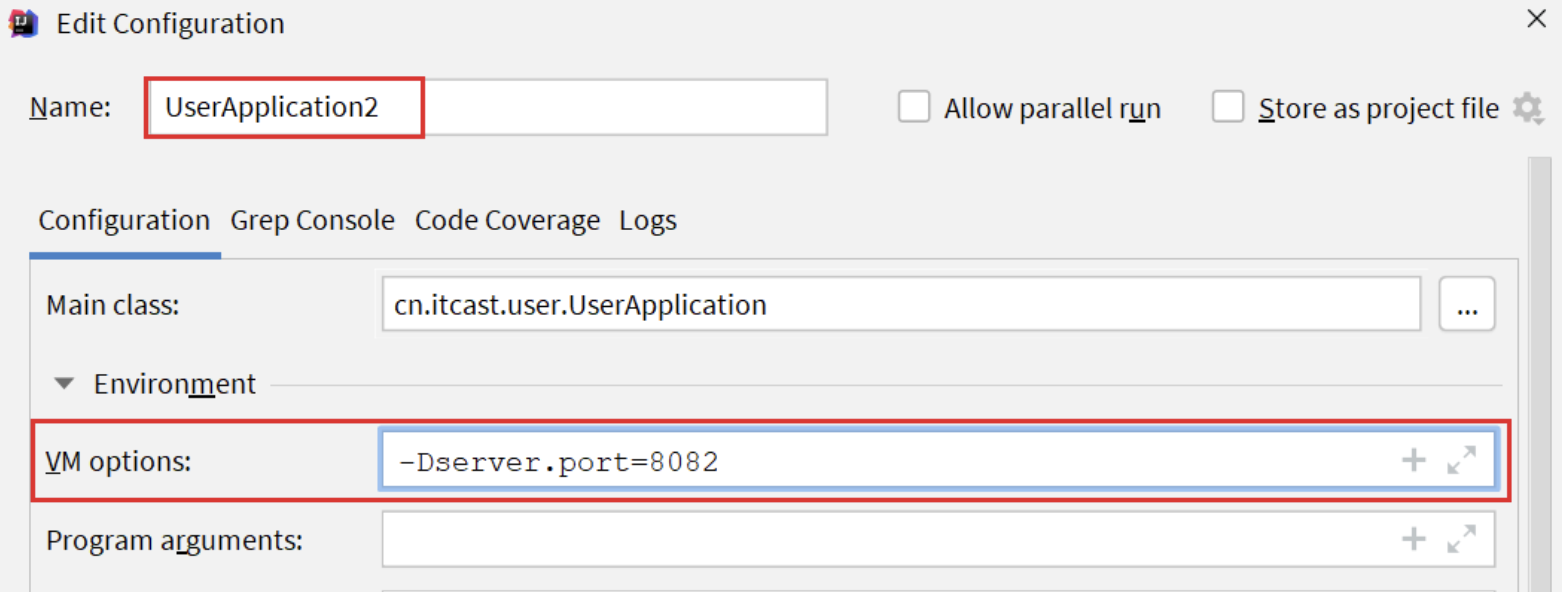 Edit Configuration
Name: UserApplication2 Allow parallel run Store as project file
Configuration Grep Console Code Coverage Logs
Main class: cn.itcast.user.UserApplication ...
Environment
VM options: -Dserver.port=8082
Program arguments: